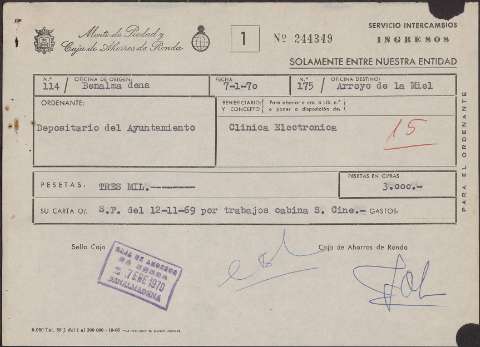 Monte de Piedad y
Caja de Ahorros de Ronda
1
Nº 244349
SERVICIO INTERCAMBIOS
INGRESOS
SOLAMENTE ENTRE NUESTRA ENTIDAD
N.º OFICINA DE ORIGEN: FECHA N.º OFICINA DESTINO:
114 / Benalma dena 7-1-70 175 / Arroyo de la Miel
ORDENANTE: BENEFICIARIO Y CONCEPTO
Depositario del Ayuntamiento Clinica Electronica
15
PARA EL ORDENANTE
PESETAS: TRES MIL.-------
PESETAS EN CIFRAS
3.000.-
SU CARTA O/. S.P. del 12-11-69 por trabajos cabina S. Cine.- GASTOS:
Sello Caja Caja de Ahorros de Ronda
CAJA DE AHORROS
DE RONDA
7 ENE 1970
BENALMADENA